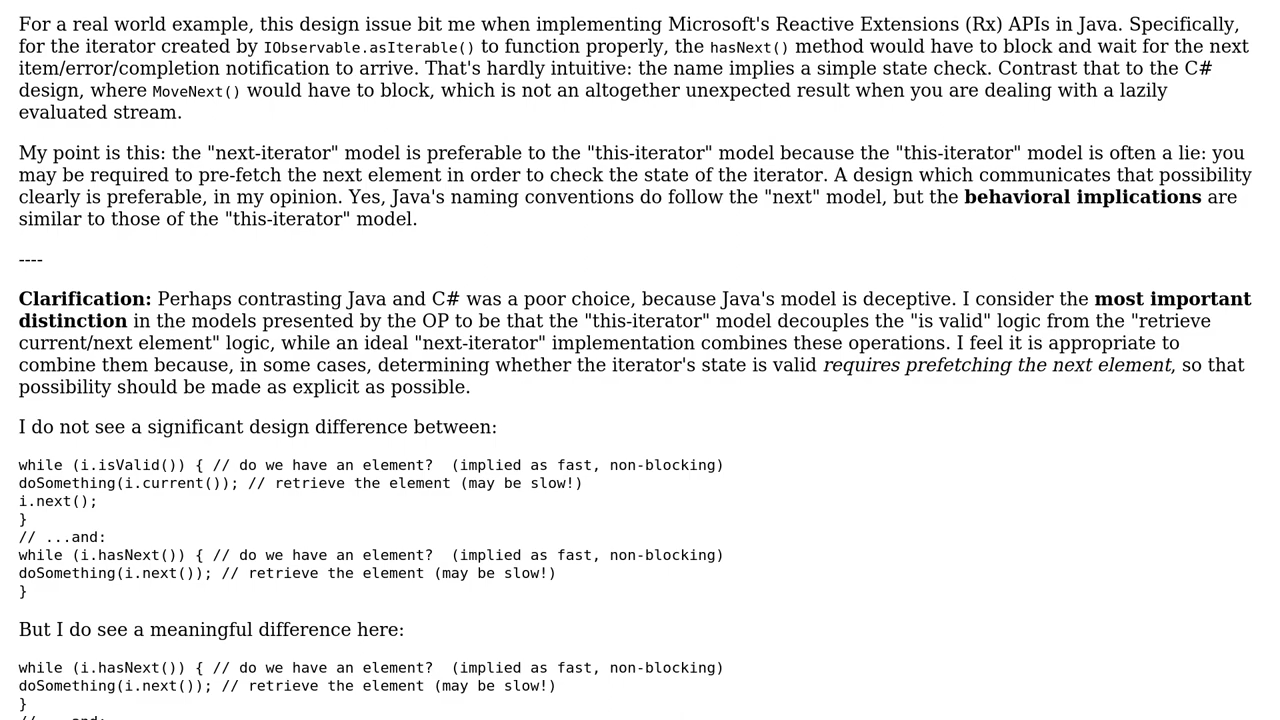 For a real world example, this design issue bit me when implementing Microsoft's Reactive Extensions (Rx) APIs in Java. Specifically,
for the iterator created by IObservable.asIterable() to function properly, the hasNext() method would have to block and wait for the next
item/error/completion notification to arrive. That's hardly intuitive: the name implies a simple state check. Contrast that to the C#
design, where MoveNext() would have to block, which is not an altogether unexpected result when you are dealing with a lazily
evaluated stream.
My point is this: the "next-iterator" model is preferable to the "this-iterator" model because the "this-iterator" model is often a lie: you
may be required to pre-fetch the next element in order to check the state of the iterator. A design which communicates that possibility
clearly is preferable, in my opinion. Yes, Java's naming conventions do follow the "next" model, but the behavioral implications are
similar to those of the "this-iterator" model.
----
Clarification: Perhaps contrasting Java and C# was a poor choice, because Java's model is deceptive. I consider the most important
distinction in the models presented by the OP to be that the "this-iterator" model decouples the "is valid" logic from the "retrieve
current/next element" logic, while an ideal "next-iterator" implementation combines these operations. I feel it is appropriate to
combine them because, in some cases, determining whether the iterator's state is valid requires prefetching the next element, so that
possibility should be made as explicit as possible.
I do not see a significant design difference between:
while (i.isValid()) { // do we have an element?  (implied as fast, non-blocking)
doSomething(i.current()); // retrieve the element (may be slow!)
i.next();
}
// ...and:
while (i.hasNext()) { // do we have an element?  (implied as fast, non-blocking)
doSomething(i.next()); // retrieve the element (may be slow!)
}
But I do see a meaningful difference here:
while (i.hasNext()) { // do we have an element?  (implied as fast, non-blocking)
doSomething(i.next()); // retrieve the element (may be slow!)
}
// ...and: